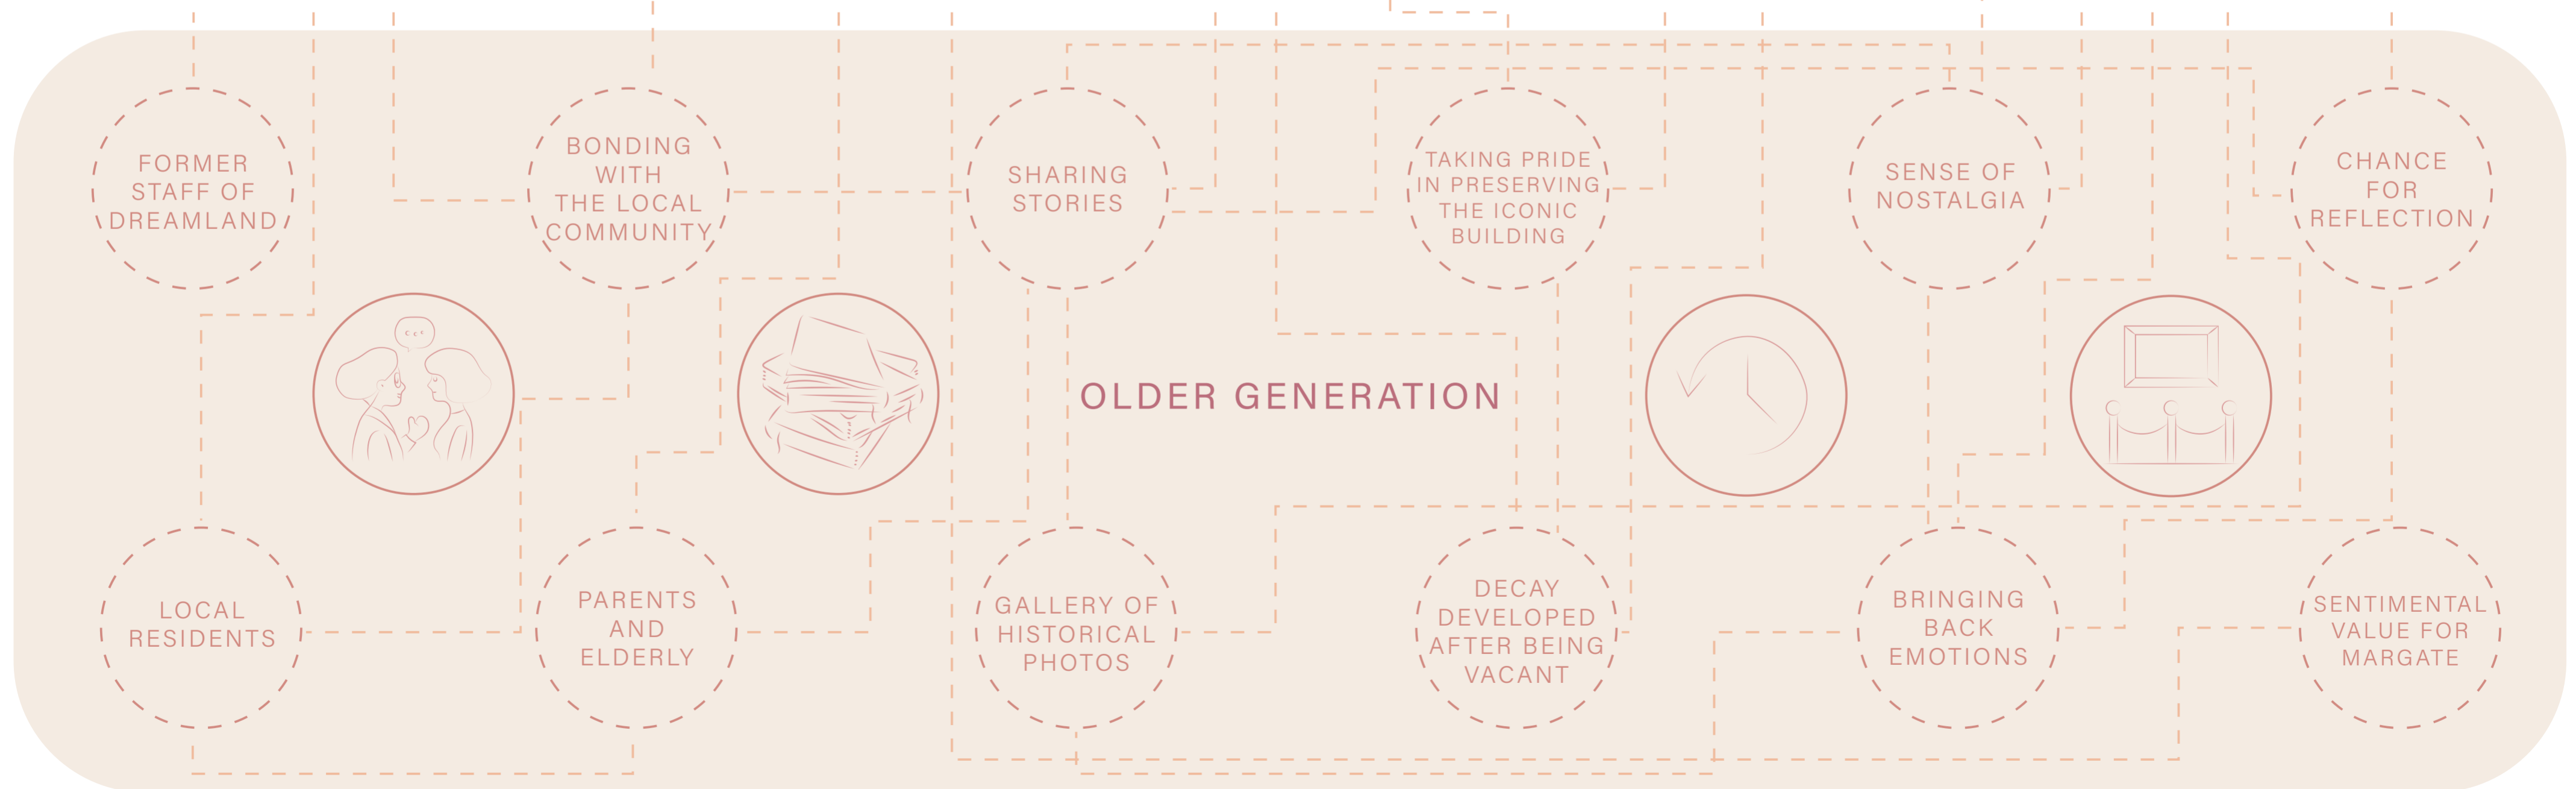 FORMER
STAFF OF
DREAMLAND
BONDING
WITH
THE LOCAL
COMMUNITY
SHARING
STORIES
TAKING PRIDE
IN PRESERVING
THE ICONIC
BUILDING
SENSE OF
NOSTALGIA
CHANCE
FOR
REFLECTION
OLDER GENERATION
LOCAL
RESIDENTS
PARENTS
AND
ELDERLY
GALLERY OF
HISTORICAL
PHOTOS
DECAY
DEVELOPED
AFTER BEING
VACANT
BRINGING
BACK
EMOTIONS
SENTIMENTAL
VALUE FOR
MARGATE